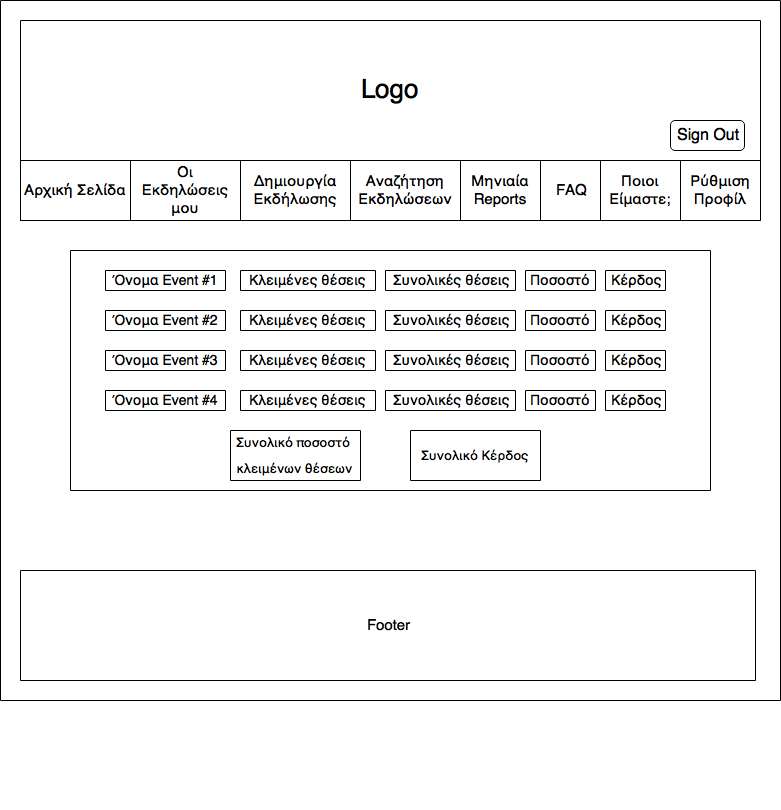 Logo
Sign Out
Αρχική Σελίδα
Οι
Εκδηλώσεις
μου
Δημιουργία
Εκδήλωσης
Αναζήτηση
Εκδηλώσεων
Μηνιαία
Reports
FAQ
Ποιοι
Είμαστε;
Ρύθμιση
Προφίλ
Όνομα Event #1 Κλειμένες θέσεις Συνολικές θέσεις Ποσοστό Κέρδος
Όνομα Event #2 Κλειμένες θέσεις Συνολικές θέσεις Ποσοστό Κέρδος
Όνομα Event #3 Κλειμένες θέσεις Συνολικές θέσεις Ποσοστό Κέρδος
Όνομα Event #4 Κλειμένες θέσεις Συνολικές θέσεις Ποσοστό Κέρδος
Συνολικό ποσοστό
κλειμένων θέσεων
Συνολικό Κέρδος
Footer